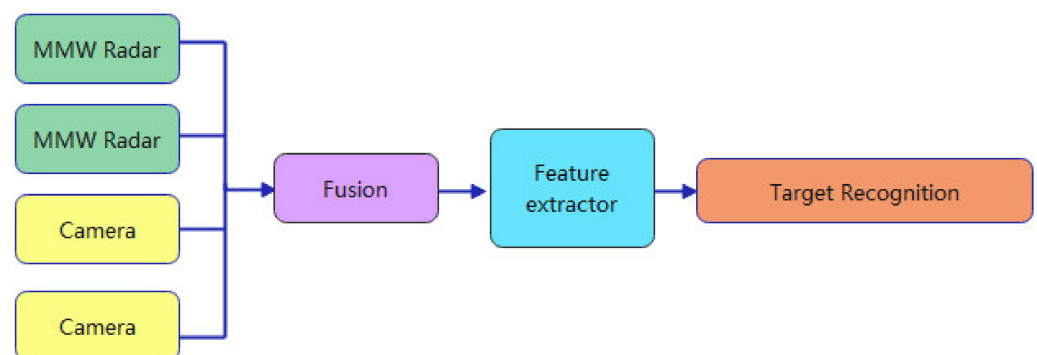 MMW Radar
MMW Radar
Camera
Camera
Fusion
Feature
extractor
Target Recognition